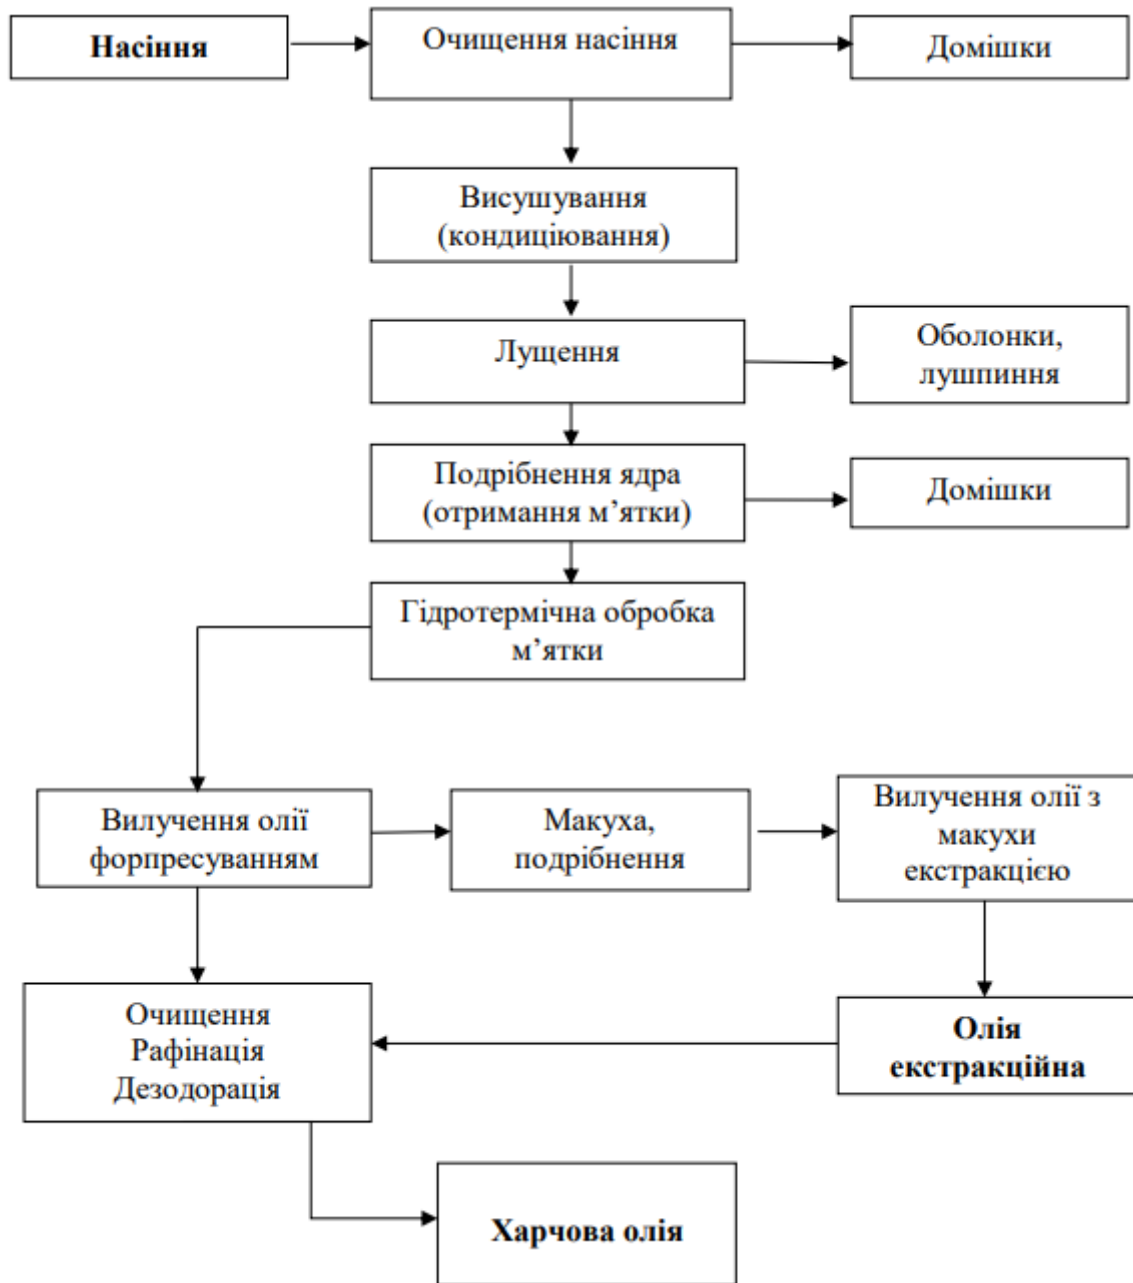 Насіння
Очищення насіння
Домішки
Висушування
(кондиціювання)
Лущення
Оболонки,
лушпиння
Подрібнення ядра
(отримання м’ятки)
Домішки
Гідротермічна обробка
м’ятки
Вилучення олії
форпресуванням
Макуха,
подрібнення
Вилучення олії з
макухи
екстракцією
Очищення
Рафінація
Дезодорація
Олія
екстракційна
Харчова олія